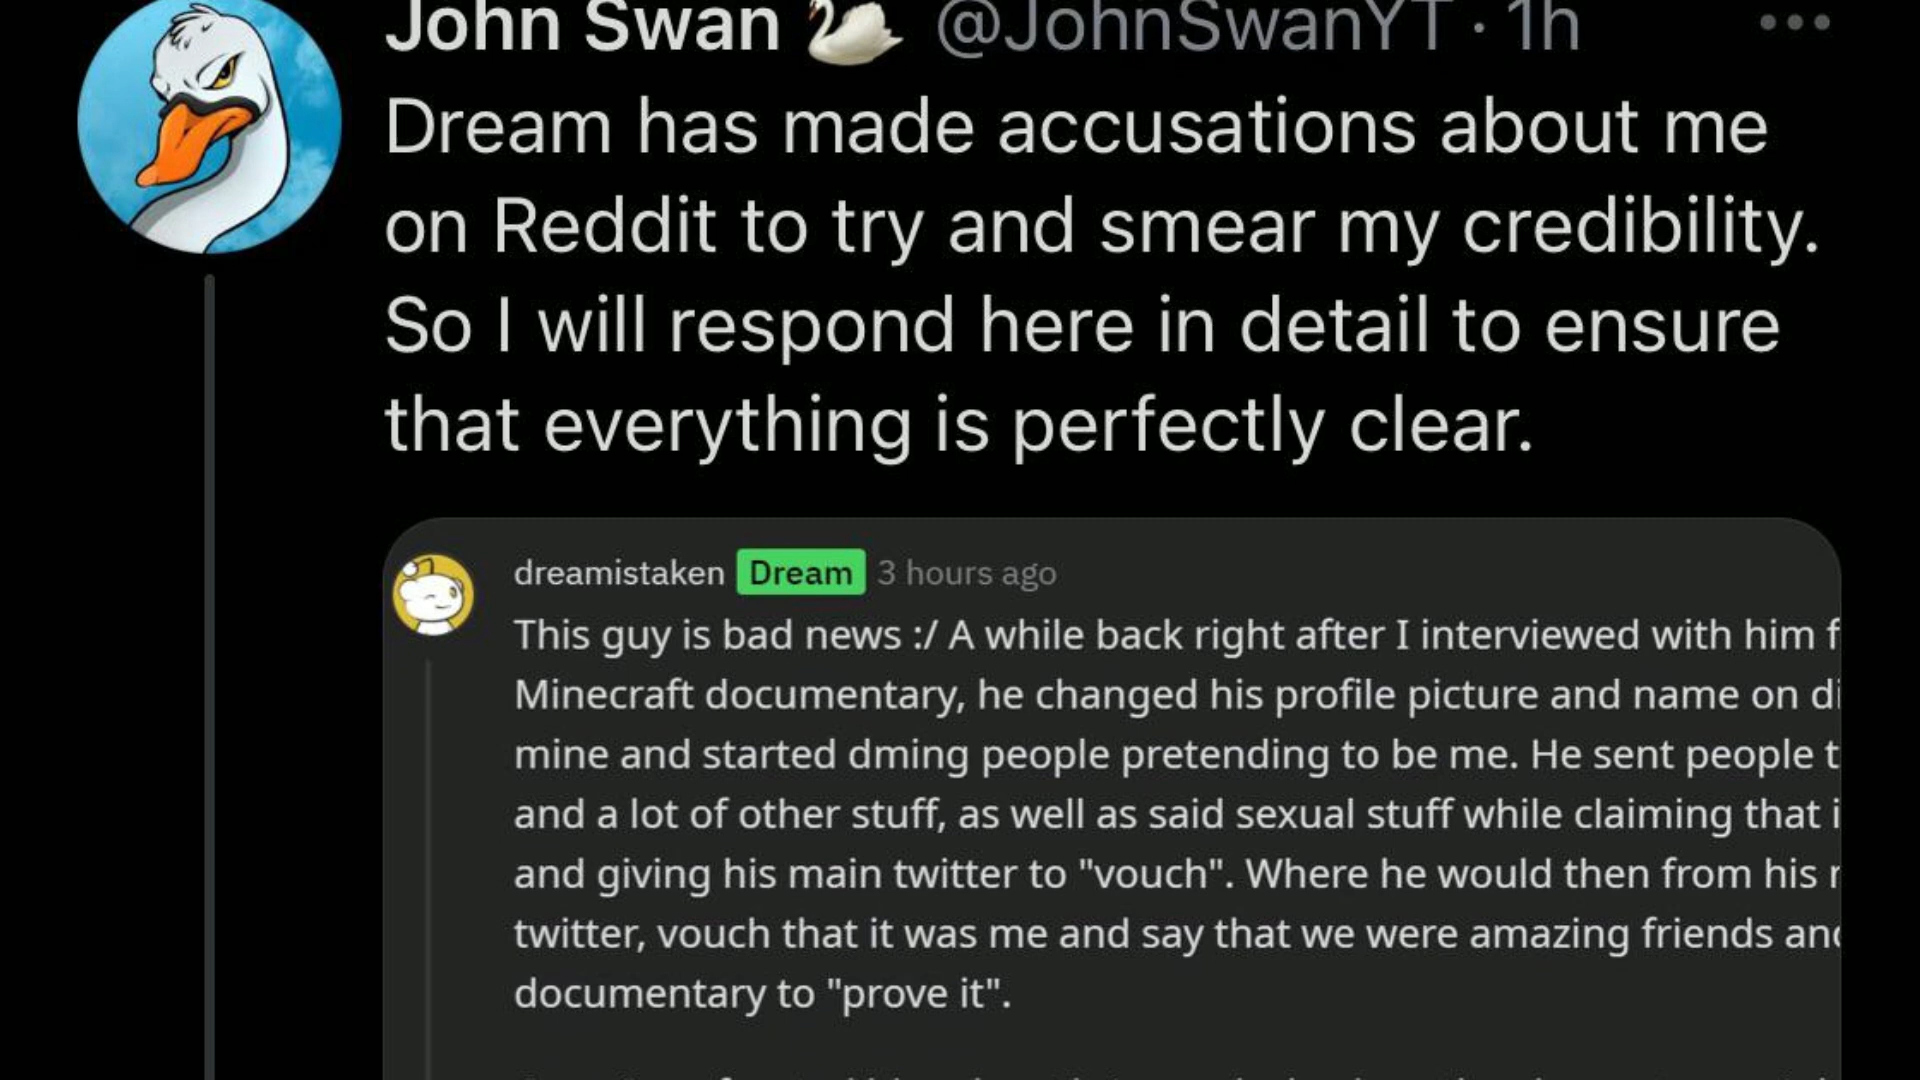 John Swan 🦢 @JohnSwanYT · 1h
Dream has made accusations about me
on Reddit to try and smear my credibility.
So I will respond here in detail to ensure
that everything is perfectly clear.
dreamistaken Dream 3 hours ago
This guy is bad news :/ A while back right after I interviewed with him f
Minecraft documentary, he changed his profile picture and name on di
mine and started dming people pretending to be me. He sent people t
and a lot of other stuff, as well as said sexual stuff while claiming that i
and giving his main twitter to "vouch". Where he would then from his r
twitter, vouch that it was me and say that we were amazing friends and
documentary to "prove it".